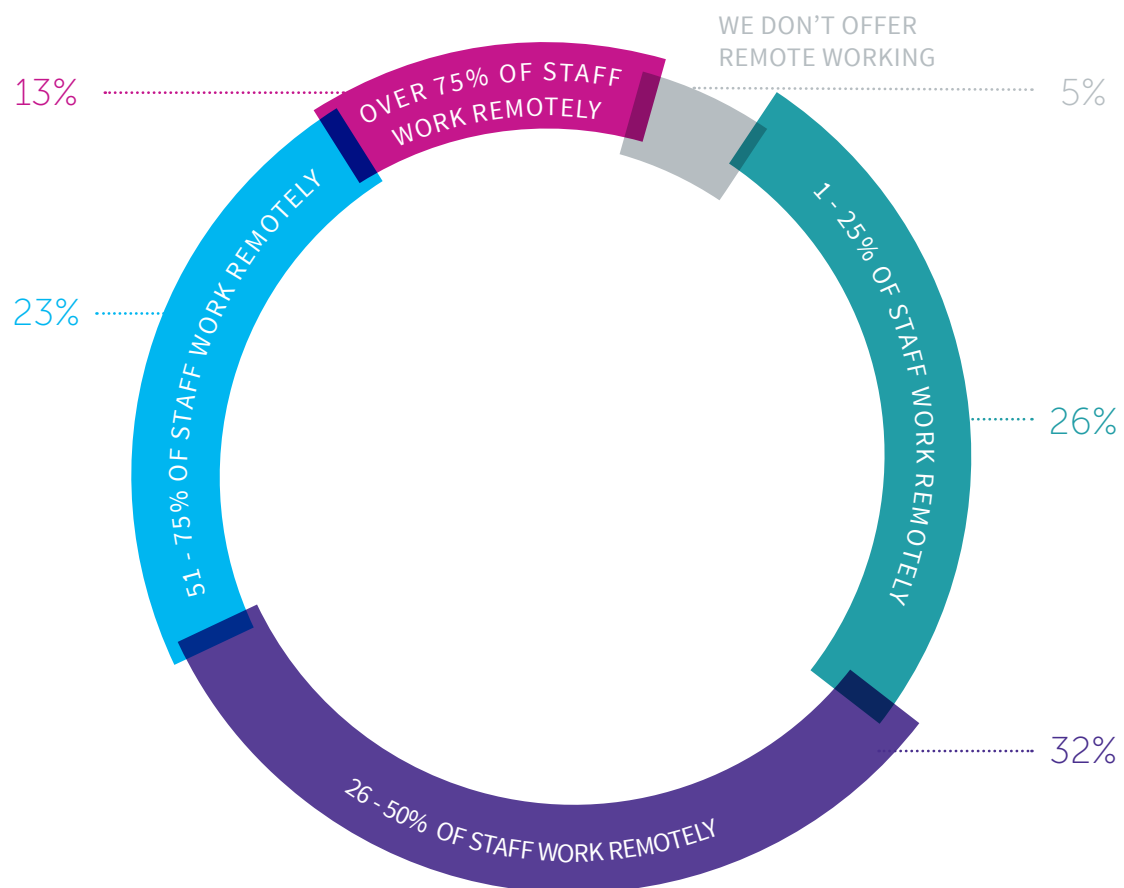 WE DON'T OFFER
REMOTE WORKING
5%
13%
OVER 75% OF STAFF
WORK REMOTELY
1 - 25% OF STAFF WORK REMOTELY
26%
23%
51 - 75% OF STAFF WORK REMOTELY
32%
26 - 50% OF STAFF WORK REMOTELY